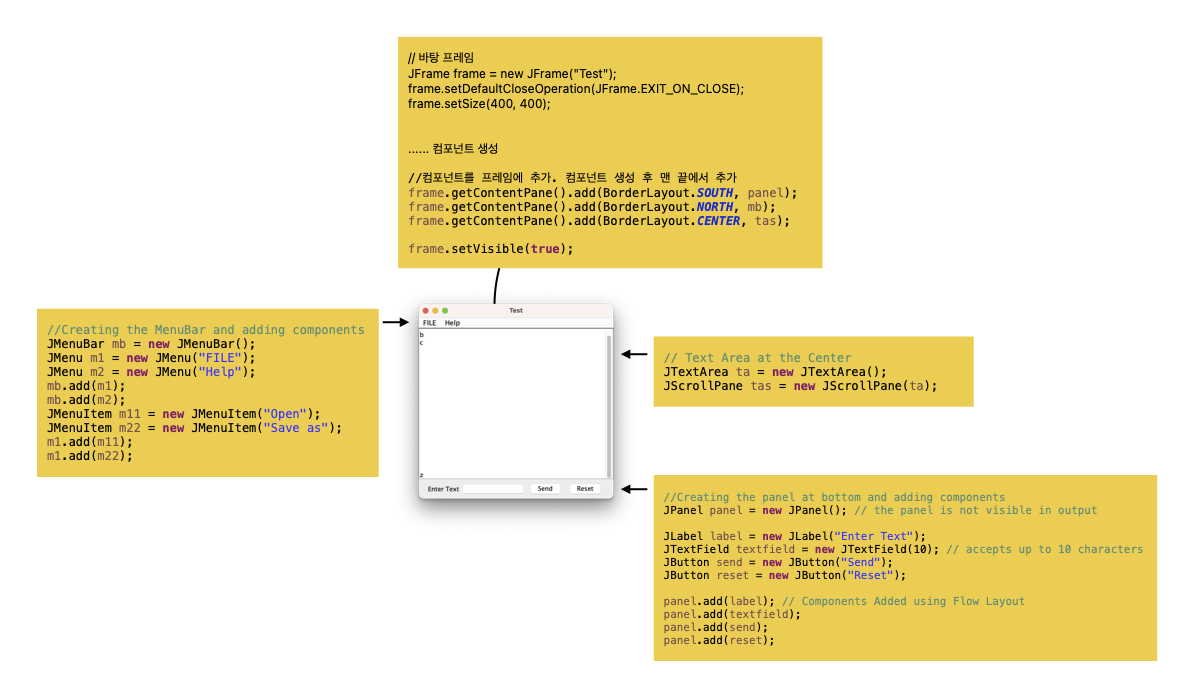 // 바탕 프레임
JFrame frame = new JFrame("Test");
frame.setDefaultCloseOperation(JFrame.EXIT_ON_CLOSE);
frame.setSize(400, 400);
...... 컴포넌트 생성
//컴포넌트를 프레임에 추가. 컴포넌트 생성 후 맨 끝에서 추가
frame.getContentPane().add(BorderLayout.SOUTH, panel);
frame.getContentPane().add(BorderLayout.NORTH, mb);
frame.getContentPane().add(BorderLayout.CENTER, tas);
frame.setVisible(true);
//Creating the MenuBar and adding components
JMenuBar mb = new JMenuBar();
JMenu m1 = new JMenu("FILE");
JMenu m2 = new JMenu("Help");
mb.add(m1);
mb.add(m2);
JMenuItem m11 = new JMenuItem("Open");
JMenuItem m22 = new JMenuItem("Save as");
m1.add(m11);
m1.add(m22);
Test
FILE Help
b
c
z
Enter Text Send Reset
// Text Area at the Center
JTextArea ta = new JTextArea();
JScrollPane tas = new JScrollPane(ta);
//Creating the panel at bottom and adding components
JPanel panel = new JPanel(); // the panel is not visible in output
JLabel label = new JLabel("Enter Text");
JTextField textfield = new JTextField(10); // accepts up to 10 characters
JButton send = new JButton("Send");
JButton reset = new JButton("Reset");
panel.add(label); // Components Added using Flow Layout
panel.add(textfield);
panel.add(send);
panel.add(reset);